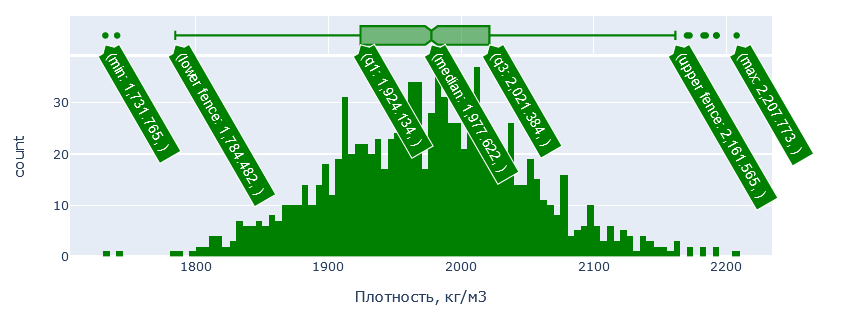 (min: 1,731.765, )
(lower fence: 1,784.482, )
(q1: 1,924.134, )
(median: 1,977.622, )
(q3: 2,021.384, )
(upper fence: 2,161.565, )
(max: 2,207.773, )
30
20
10
0
count
1800
1900
2000
2100
2200
Плотность, кг/м3